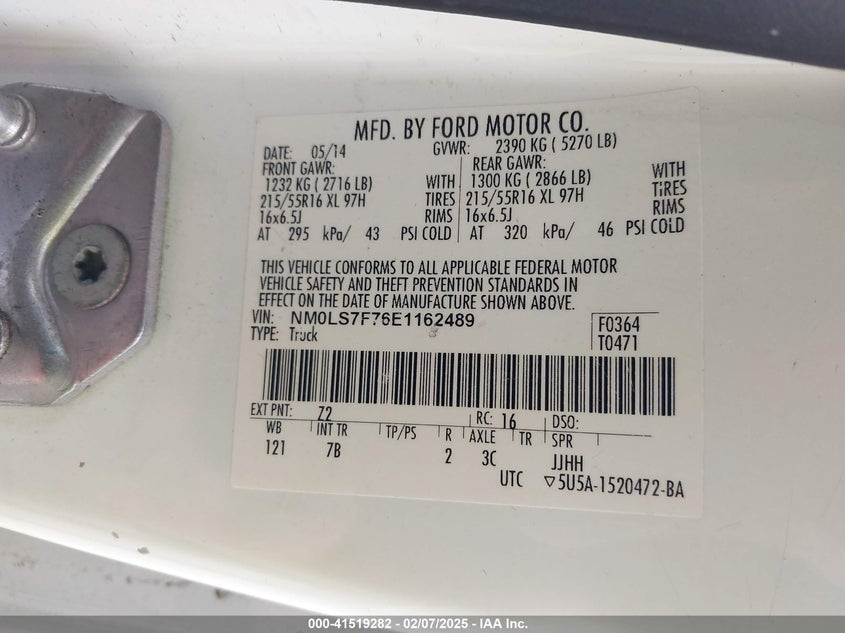 MFD. BY FORD MOTOR CO.
DATE: 05/14 GVWR: 2390 KG ( 5270 LB)
FRONT GAWR: REAR GAWR: WITH
1232 KG ( 2716 LB) WITH 1300 KG ( 2866 LB) TIRES
215/55R16 XL 97H TIRES 215/55R16 XL 97H RIMS
16x6.5J RIMS 16x6.5J
AT 295 kPa/ 43 PSI COLD AT 320 kPa/ 46 PSI COLD
THIS VEHICLE CONFORMS TO ALL APPLICABLE FEDERAL MOTOR
VEHICLE SAFETY AND THEFT PREVENTION STANDARDS IN
EFFECT ON THE DATE OF MANUFACTURE SHOWN ABOVE.
VIN: NM0LS7F76E1162489 F0364
TYPE: Truck T0471
EXT PNT: Z2 RC: 16 DSO:
WB INT TR TP/PS R AXLE TR SPR
121 7B 2 3C JJHH
UTC ▽5U5A-1520472-BA
000-41519282 - 02/07/2025 - IAA Inc.